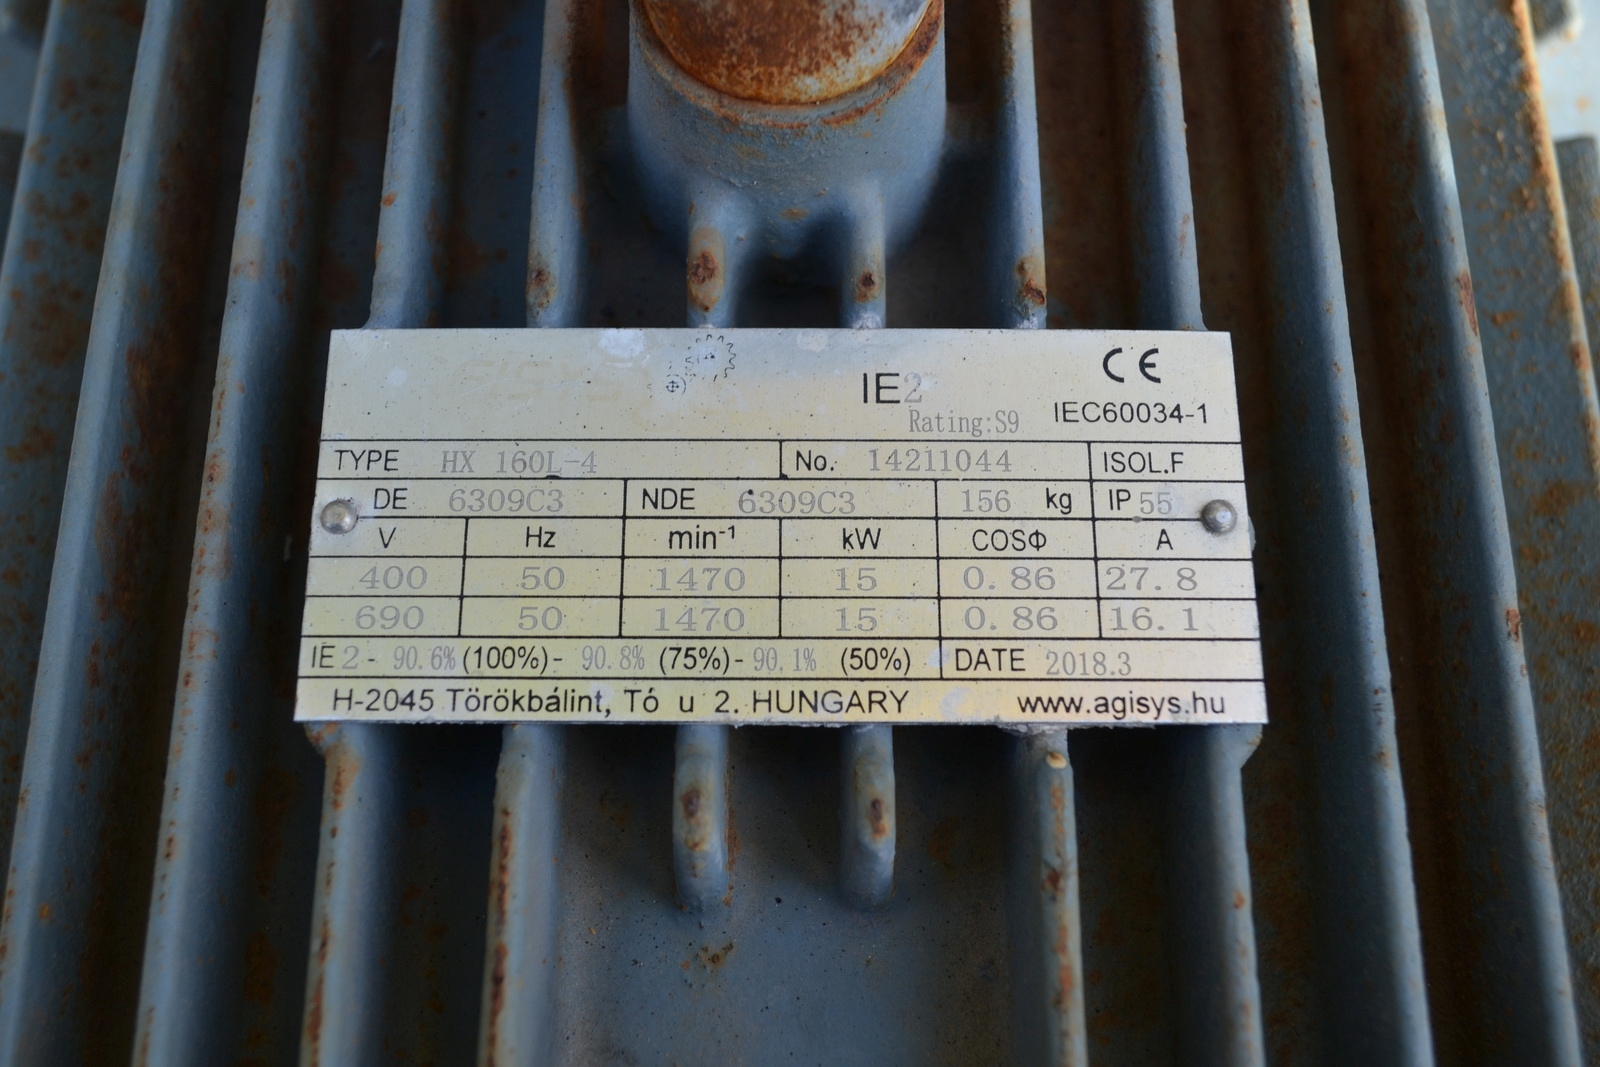 IE2
CE
Rating:S9 IEC60034-1
TYPE HX 160L-4 No. 14211044 ISOL.F
DE 6309C3 NDE 6309C3 156 kg IP 55
V Hz min-1 kW COSΦ A
400 50 1470 15 0.86 27.8
690 50 1470 15 0.86 16.1
IE 2 - 90.6% (100%)- 90.8% (75%)- 90.1% (50%) DATE 2018.3
H-2045 Törökbálint, Tó u 2. HUNGARY www.agisys.hu